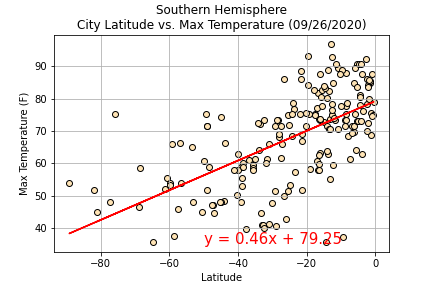 Southern Hemisphere
City Latitude vs. Max Temperature (09/26/2020)
Max Temperature (F)
90
80
70
60
50
40
y = 0.46x + 79.25
−80
−60
−40
−20
0
Latitude